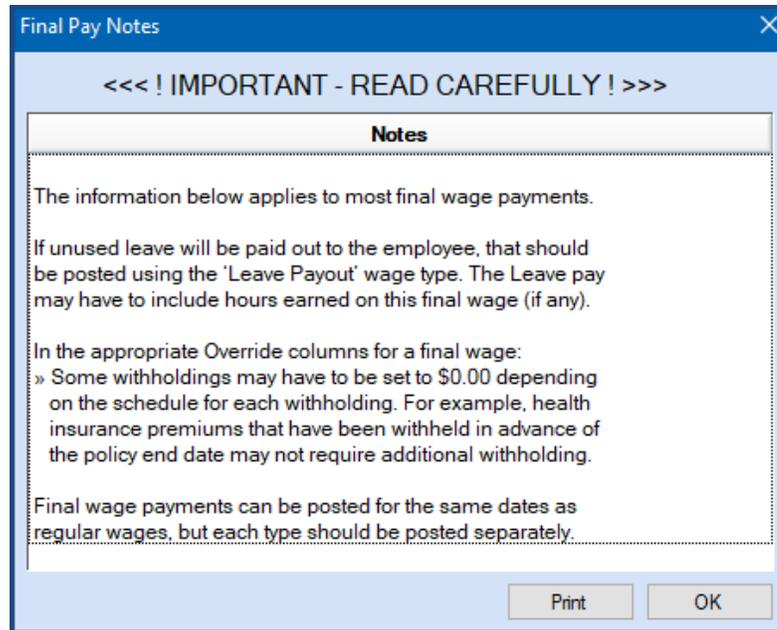 Final Pay Notes
<<< ! IMPORTANT - READ CAREFULLY ! >>>
Notes
The information below applies to most final wage payments.
If unused leave will be paid out to the employee, that should
be posted using the 'Leave Payout' wage type. The Leave pay
may have to include hours earned on this final wage (if any).
In the appropriate Override columns for a final wage:
» Some withholdings may have to be set to $0.00 depending
on the schedule for each withholding. For example, health
insurance premiums that have been withheld in advance of
the policy end date may not require additional withholding.
Final wage payments can be posted for the same dates as
regular wages, but each type should be posted separately.
Print OK